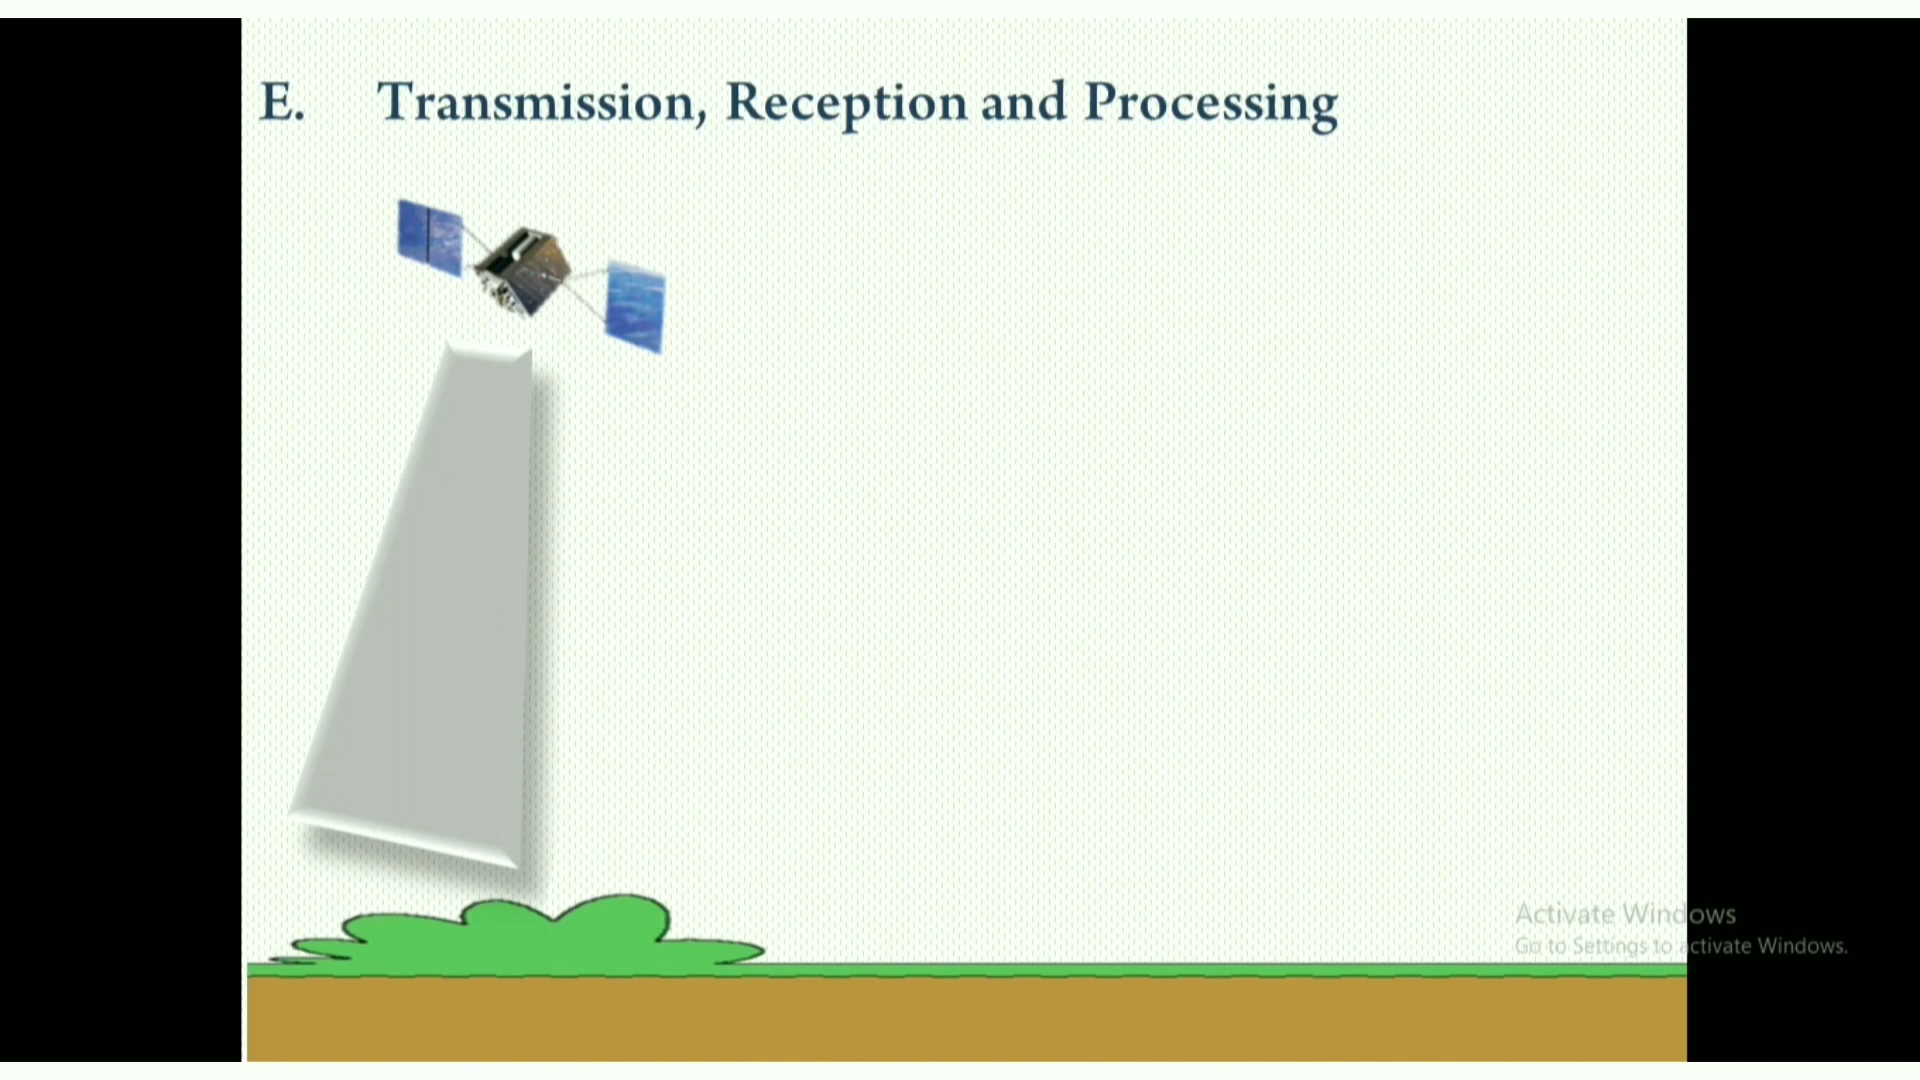 E. Transmission, Reception and Processing
Activate Windows
Go to Settings to activate Windows.